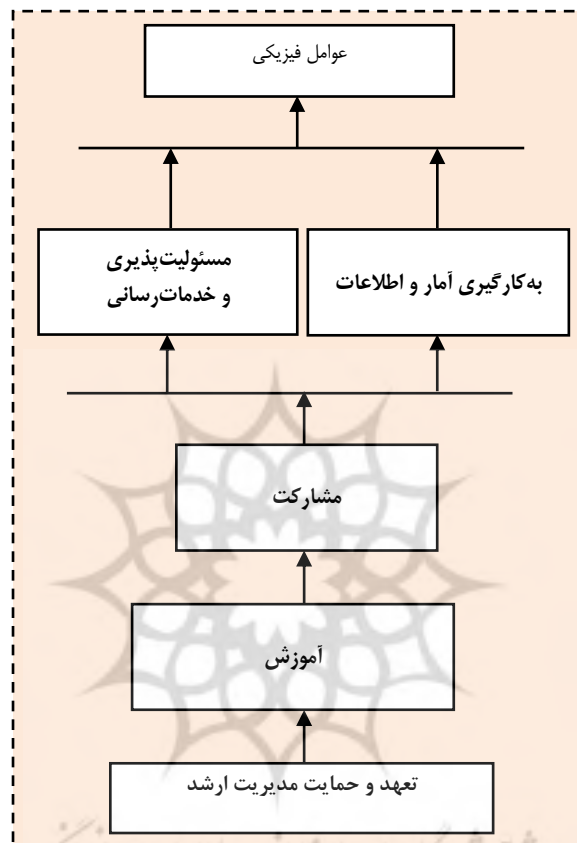 عوامل فیزیکی
مسئولیت‌پذیری
و خدمات‌رسانی
به‌کارگیری آمار و اطلاعات
مشارکت
آموزش
تعهد و حمایت مدیریت ارشد